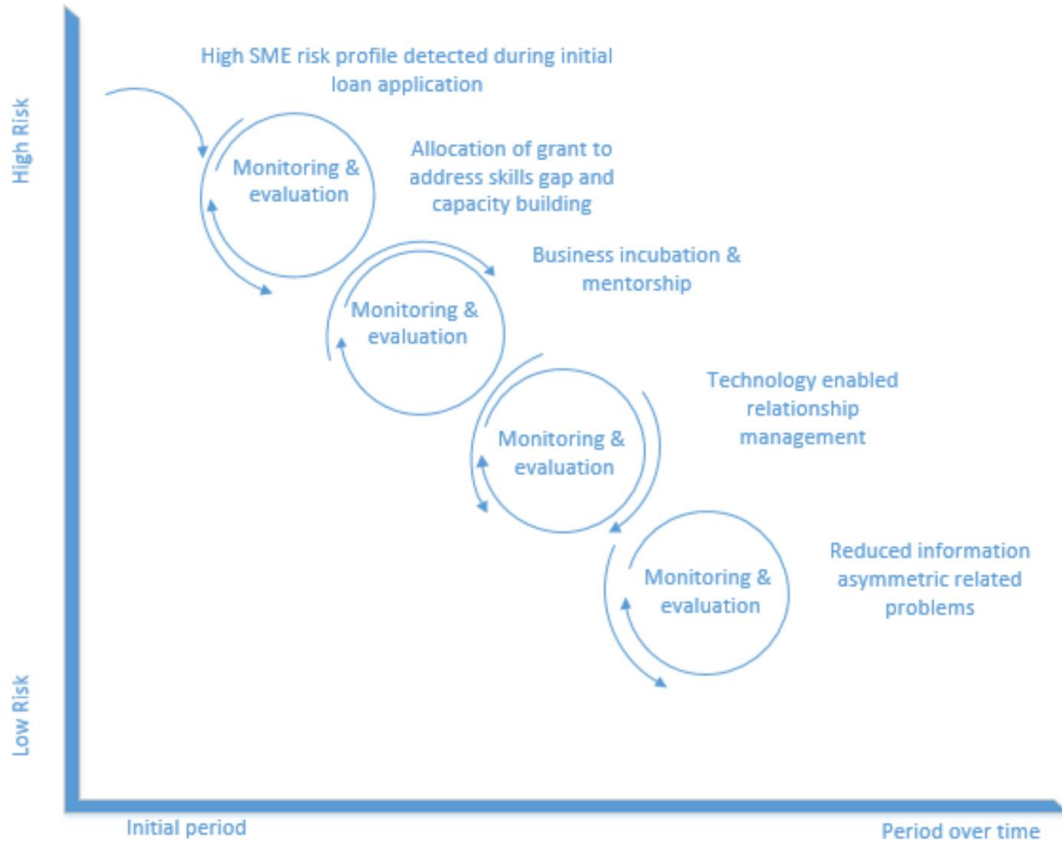 High SME risk profile detected during initial
loan application
High Risk
Monitoring &
evaluation
Allocation of grant to
address skills gap and
capacity building
Business incubation &
mentorship
Monitoring &
evaluation
Technology enabled
relationship
management
Monitoring &
evaluation
Reduced information
asymmetric related
problems
Monitoring &
evaluation
Low Risk
Initial period
Period over time